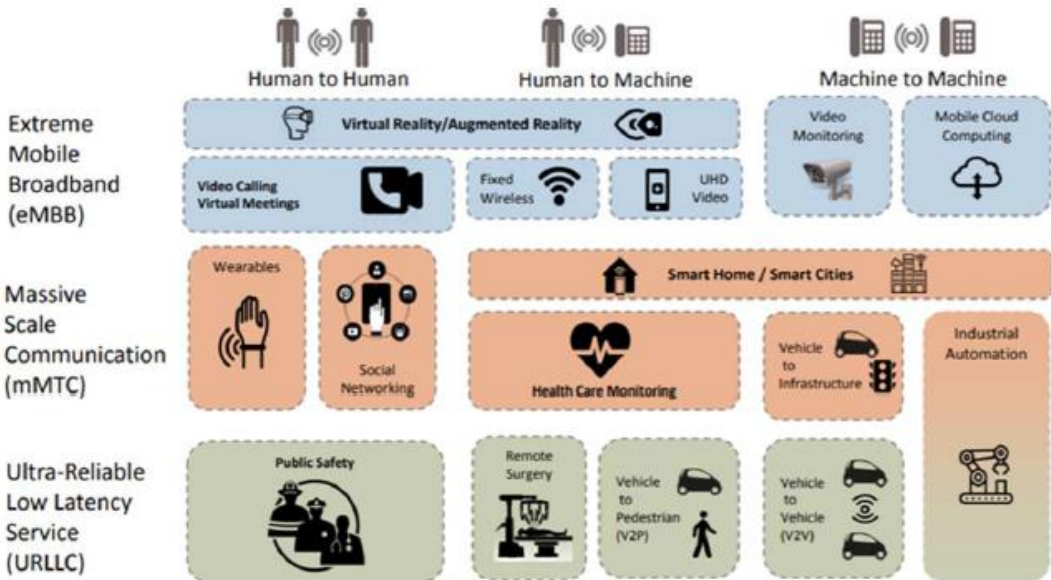 Human to Human
Human to Machine
Machine to Machine
Extreme
Mobile
Broadband
(eMBB)
Virtual Reality/Augmented Reality
Video Calling
Virtual Meetings
Fixed
Wireless
UHD
Video
Video
Monitoring
Mobile Cloud
Computing
Massive
Scale
Communication
(mMTC)
Wearables
Social
Networking
Smart Home / Smart Cities
Health Care Monitoring
Vehicle
to
Infrastructure
Industrial
Automation
Ultra-Reliable
Low Latency
Service
(URLLC)
Public Safety
Remote
Surgery
Vehicle
to
Pedestrian
(V2P)
Vehicle
to
Vehicle
(V2V)